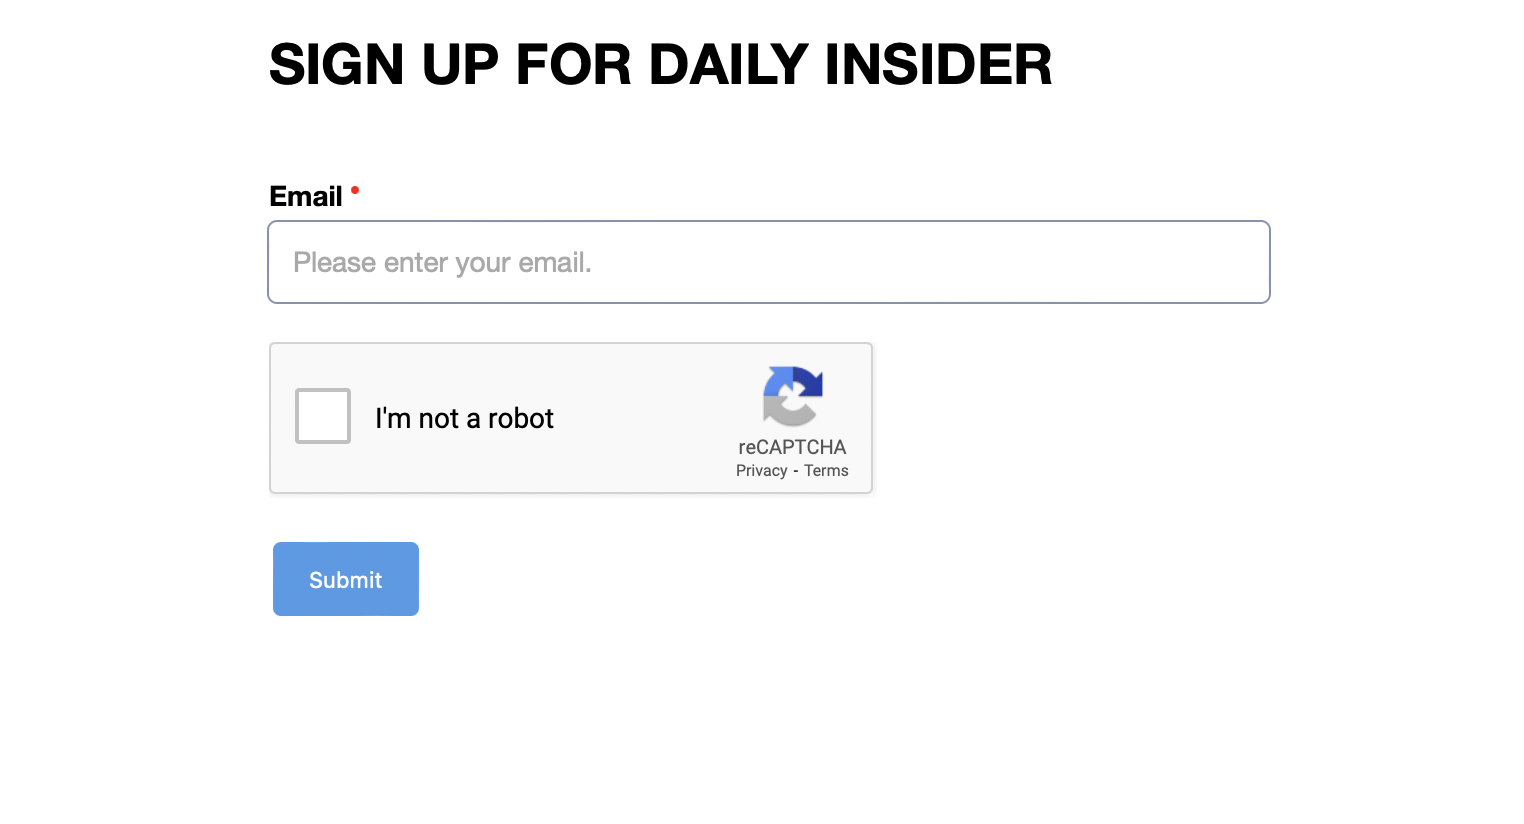 SIGN UP FOR DAILY INSIDER
Email
Please enter your email.
I'm not a robot
reCAPTCHA
Privacy - Terms
Submit